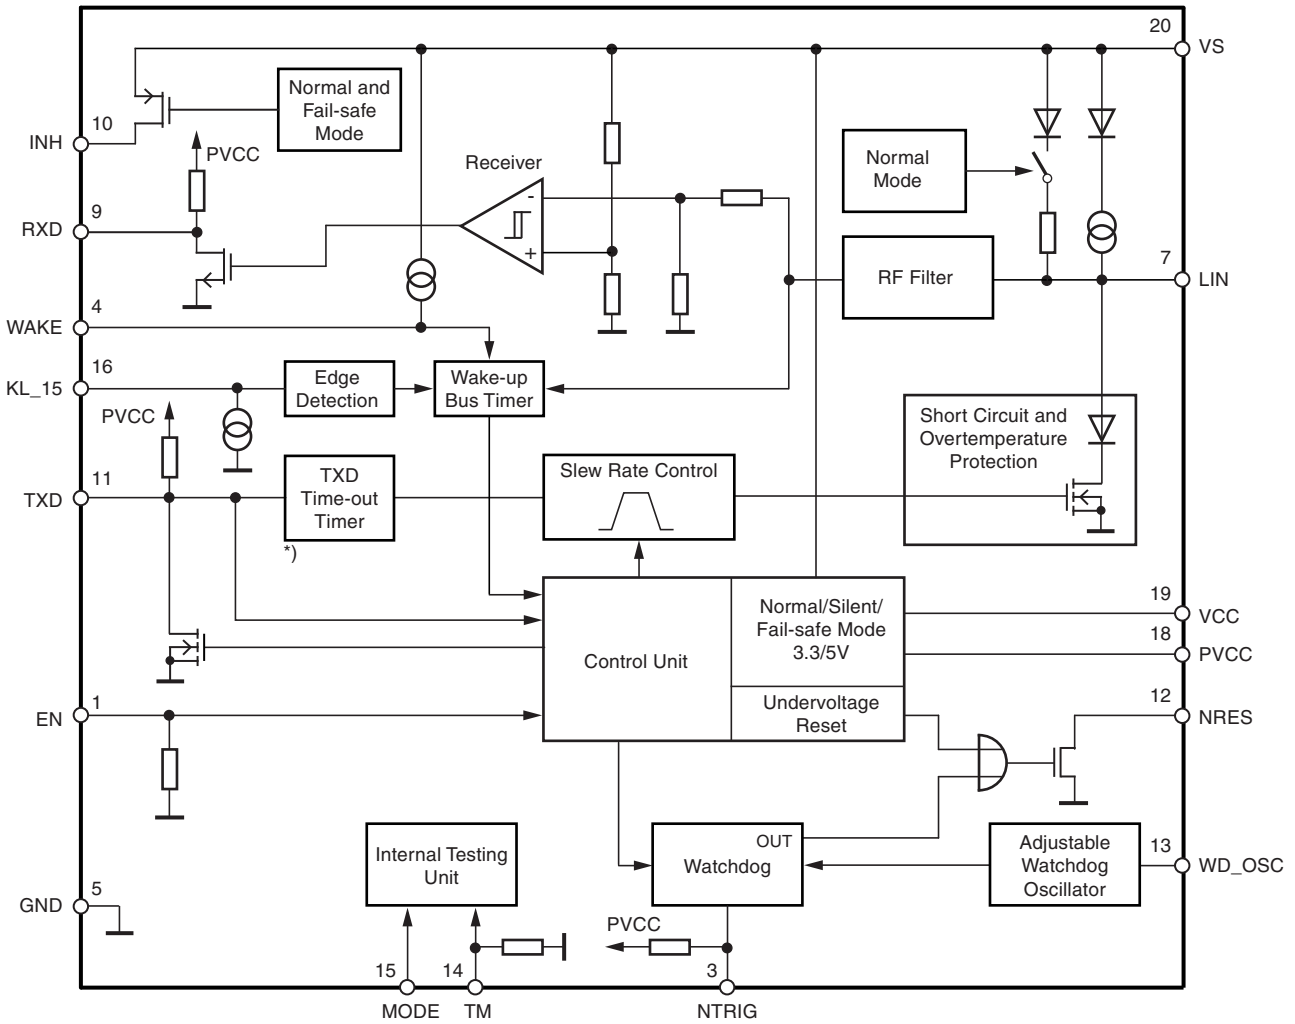 20
VS
Normal and
Fail-safe
Mode
10
INH
PVCC
Receiver
-
+
Normal
Mode
9
RXD
RF Filter
7
LIN
4
WAKE
16
KL_15
Edge
Detection
Wake-up
Bus Timer
PVCC
Short Circuit and
Overtemperature
Protection
11
TXD
TXD
Time-out
Timer
*)
Slew Rate Control
Control Unit
Normal/Silent/
Fail-safe Mode
3.3/5V
19
VCC
18
PVCC
Undervoltage
Reset
12
NRES
1
EN
Internal Testing
Unit
OUT
Watchdog
Adjustable
Watchdog
Oscillator
13
WD_OSC
5
GND
PVCC
15
14
3
MODE
TM
NTRIG